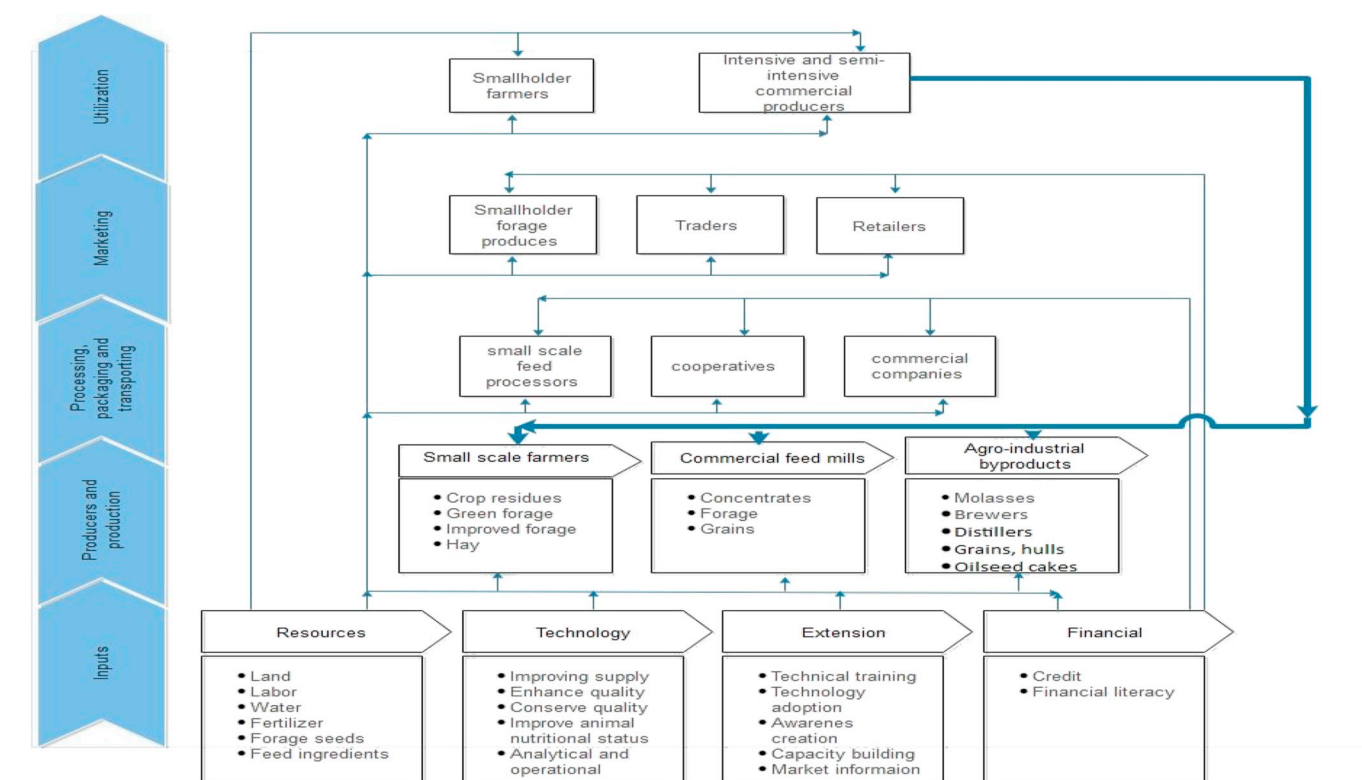 Utilization
Smallholder
farmers
Intensive and semi-
intensive
commercial
producers
Marketing
Smallholder
forage
produces
Traders
Retailers
Processing,
packaging and
transporting
small scale
feed
processors
cooperatives
commercial
companies
Producers and
production
Small scale farmers
• Crop residues
• Green forage
• Improved forage
• Hay
Commercial feed mills
• Concentrates
• Forage
• Grains
Agro-industrial
byproducts
• Molasses
• Brewers
• Distillers
• Grains, hulls
• Oilseed cakes
Inputs
Resources
• Land
• Labor
• Water
• Fertilizer
• Forage seeds
• Feed ingredients
Technology
• Improving supply
• Enhance quality
• Conserve quality
• Improve animal
nutritional status
• Analytical and
operational
Extension
• Technical training
• Technology
adoption
• Awarenes
creation
• Capacity building
• Market informaion
Financial
• Credit
• Financial literacy